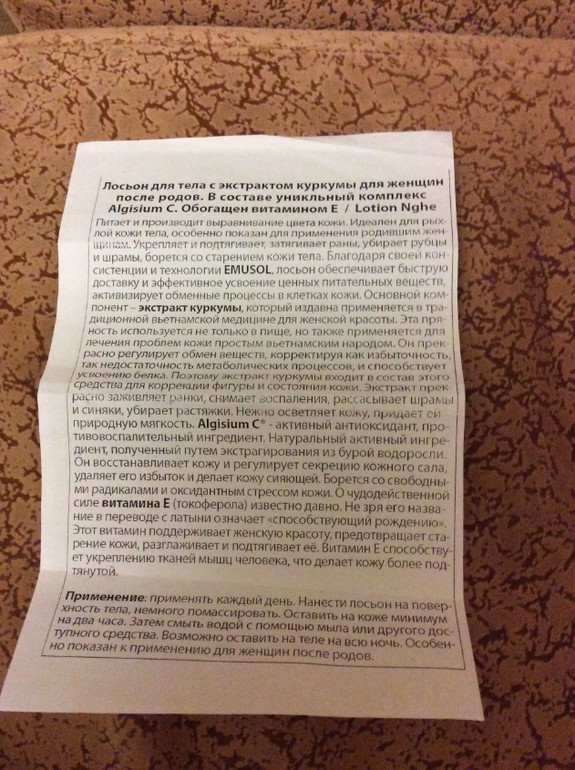 Лосьон для тела с экстрактом куркумы для женщин
после родов. В составе уникльный комплекс
Algisium C. Обогащен витамином E / Lotion Nghe
Питает и производит выравнивание цвета кожи. Идеален для рых-
лой кожи тела, особенно показан для применения родившим жен-
щинам. Укрепляет и подтягивает, затягивает раны, убирает рубцы
и шрамы, борется со старением кожи тела. Благодаря своей кон-
систенции и технологии EMUSOL, лосьон обеспечивает быструю
доставку и эффективное усвоение ценных питательных веществ,
активизирует обменные процессы в клетках кожи. Основной ком-
понент – экстракт куркумы, который издавна применяется в тра-
диционной вьетнамской медицине для женской красоты. Эта пря-
ность используется не только в пище, но также применяется для
лечения проблем кожи простым вьетнамским народом. Он прек-
расно регулирует обмен веществ, корректируя как избыточность,
так недостаточность метаболических процессов, и способствует
усвоению белка. Поэтому экстракт куркумы входит в состав этого
средства для коррекции фигуры и состояния кожи. Экстракт прек-
расно заживляет ранки, снимает воспаления, рассасывает шрамы
и синяки, убирает растяжки. Нежно осветляет кожу, придает ей
природную мягкость. Algisium C® - активный антиоксидант, про-
тивовоспалительный ингредиент. Натуральный активный ингре-
диент, полученный путем экстрагирования из бурой водоросли.
Он восстанавливает кожу и регулирует секрецию кожного сала,
удаляет его избыток и делает кожу сияющей. Борется со свободны-
ми радикалами и оксидантным стрессом кожи. О чудодейственной
силе витамина Е (токоферола) известно давно. Не зря его назва-
ние в переводе с латыни означает «способствующий рождению».
Этот витамин поддерживает женскую красоту, предотвращает ста-
рение кожи, разглаживает и подтягивает её. Витамин Е способству-
ет укреплению тканей мышц человека, что делает кожу более под-
тянутой.
Применение: применять каждый день. Нанести лосьон на повер-
хность тела, немного помассировать. Оставить на коже минимум
на два часа. Затем смыть водой с помощью мыла или другого дос-
тупного средства. Возможно оставить на теле на всю ночь. Особен-
но показан к применению для женщин после родов.